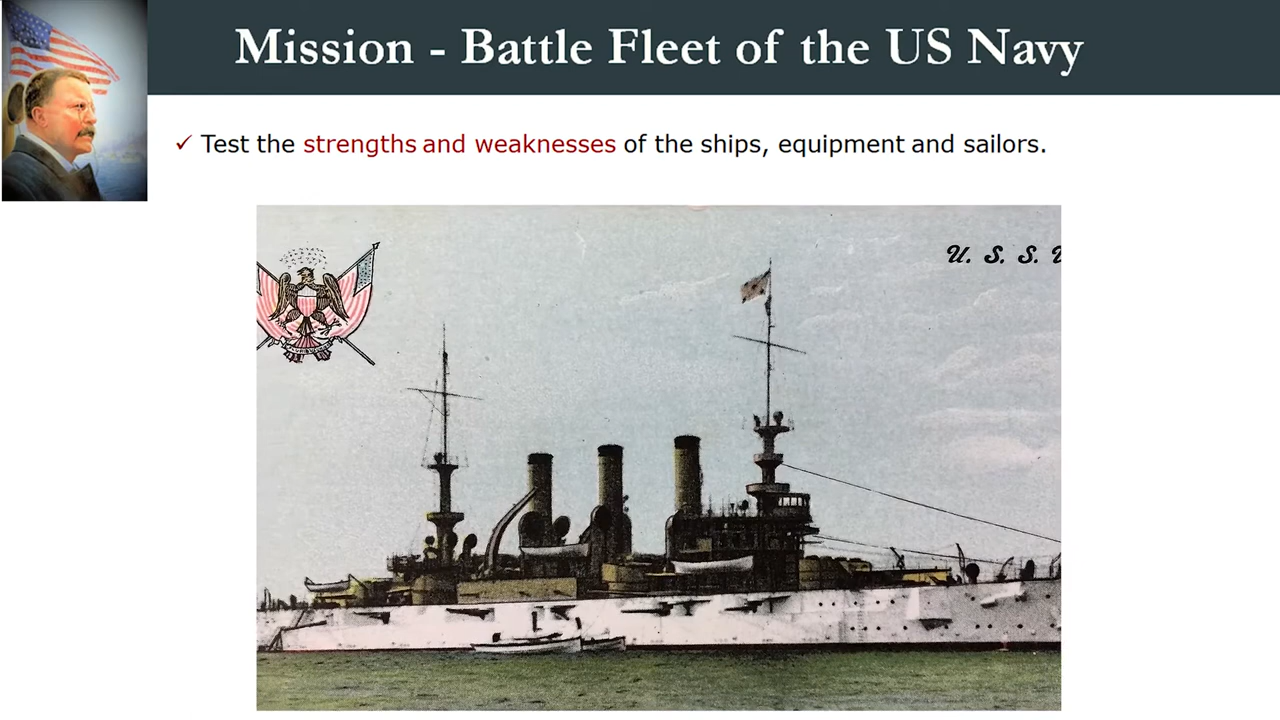 Mission - Battle Fleet of the US Navy
✓ Test the strengths and weaknesses of the ships, equipment and sailors.
U. S. S.